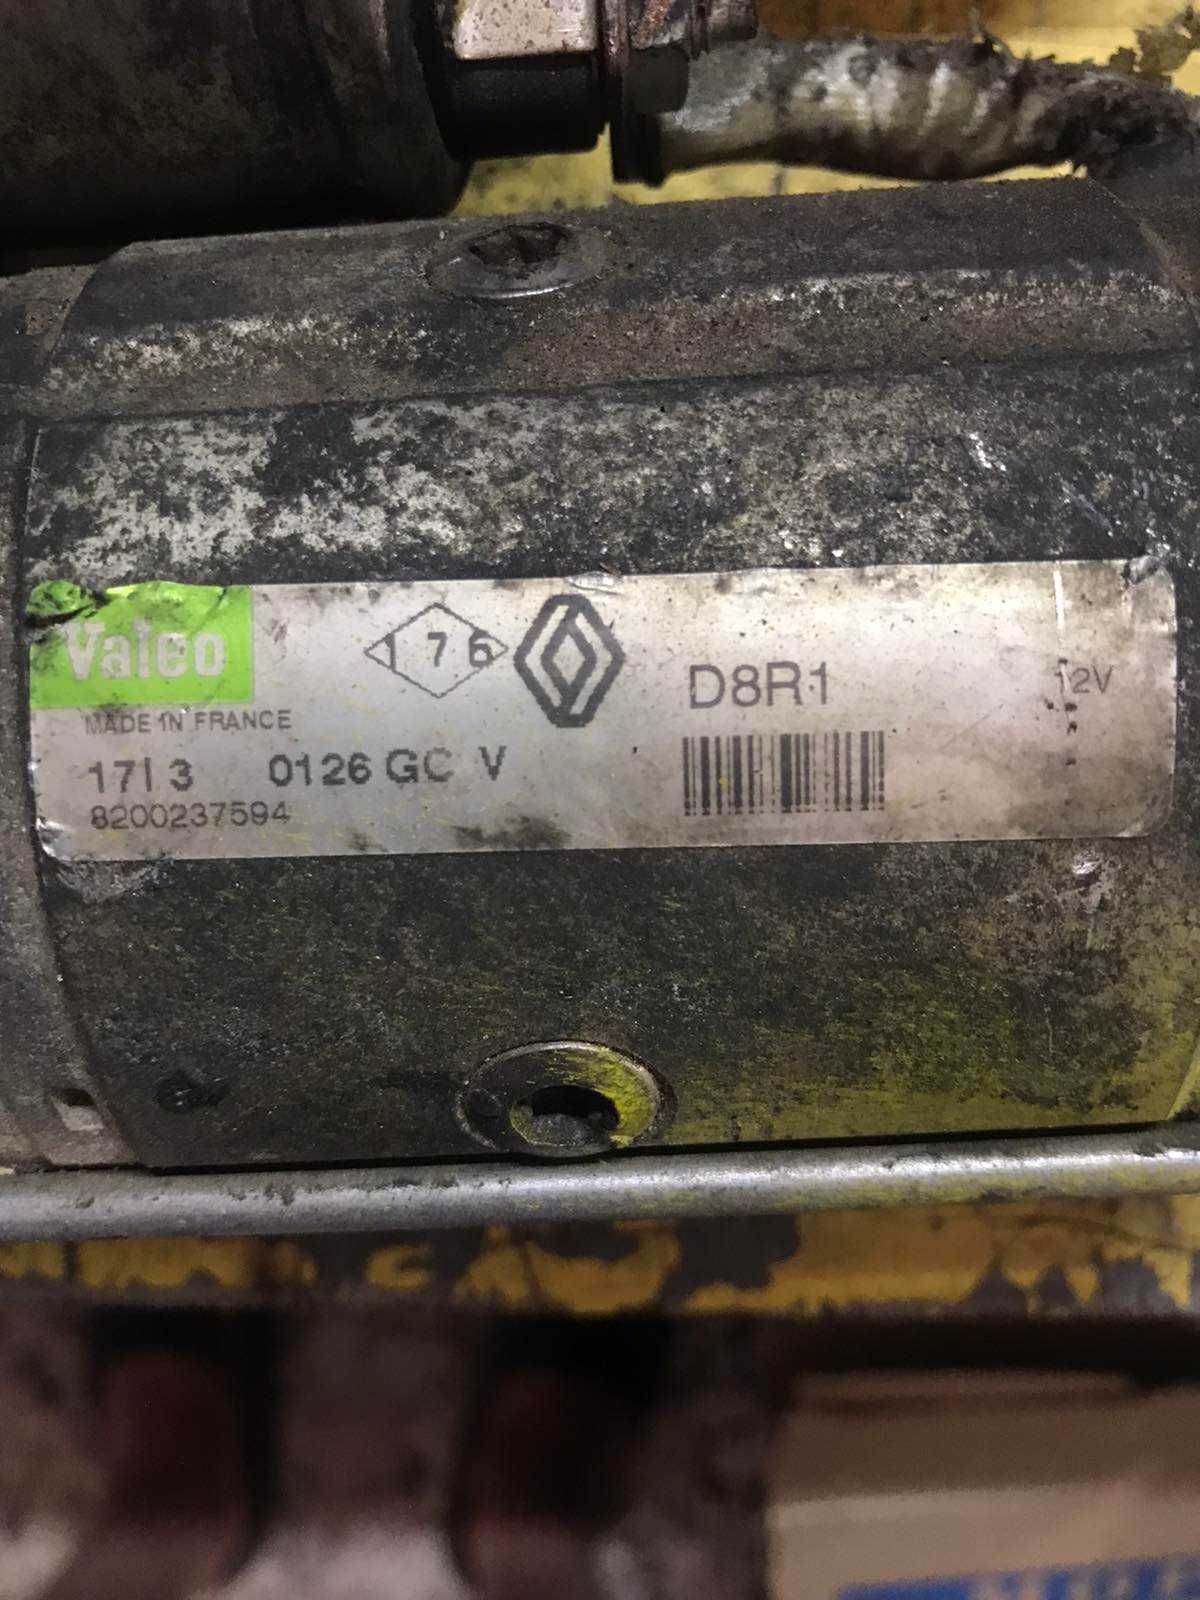 Valeo
176
D8R1
12V
MADE IN FRANCE
17I 3 0126 GC V
8200237594